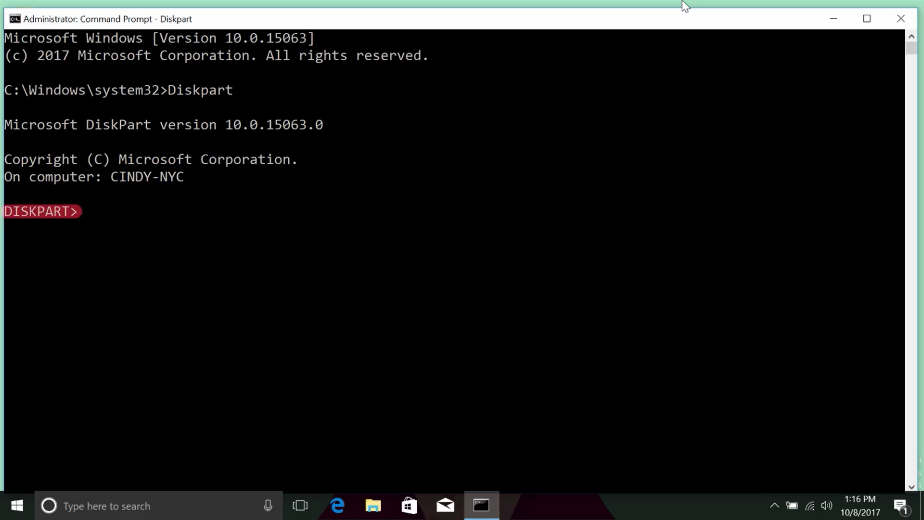 Administrator: Command Prompt - Diskpart
Microsoft Windows [Version 10.0.15063]
(c) 2017 Microsoft Corporation. All rights reserved.
C:\Windows\system32>Diskpart
Microsoft DiskPart version 10.0.15063.0
Copyright (C) Microsoft Corporation.
On computer: CINDY-NYC
DISKPART>
Type here to search
1:16 PM
10/8/2017
1